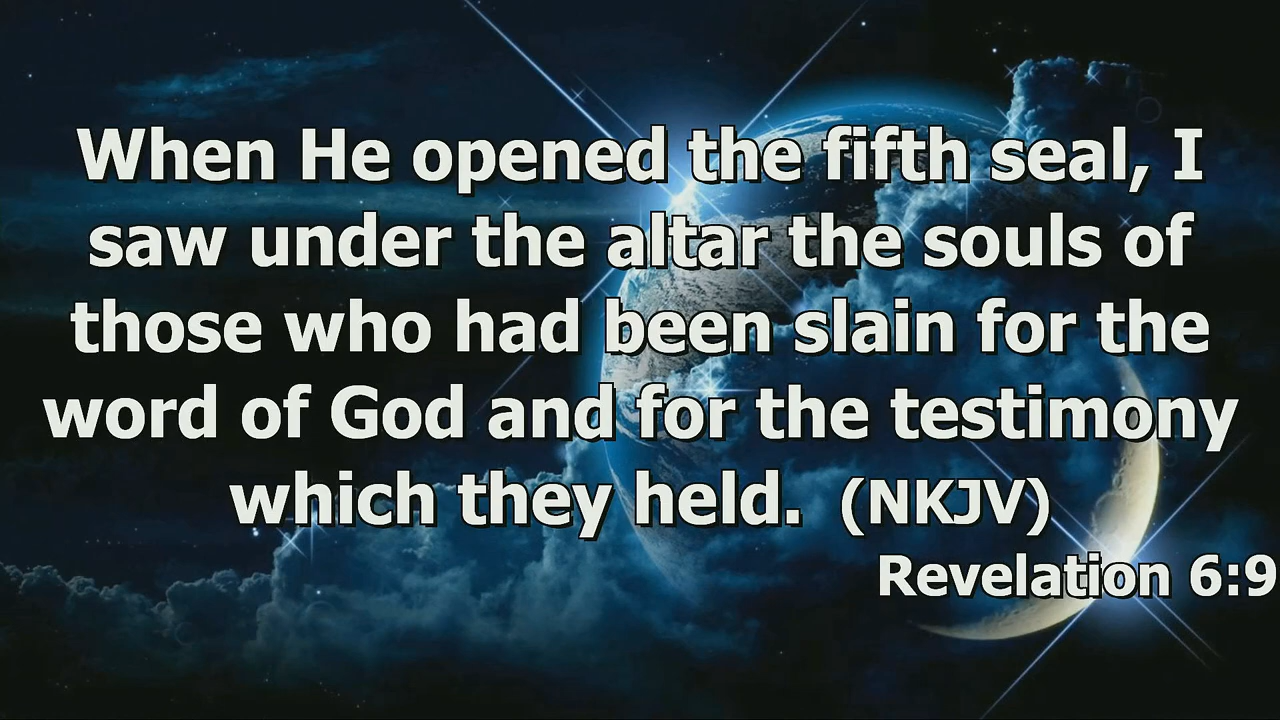 When He opened the fifth seal, I
saw under the altar the souls of
those who had been slain for the
word of God and for the testimony
which they held. (NKJV)
Revelation 6:9